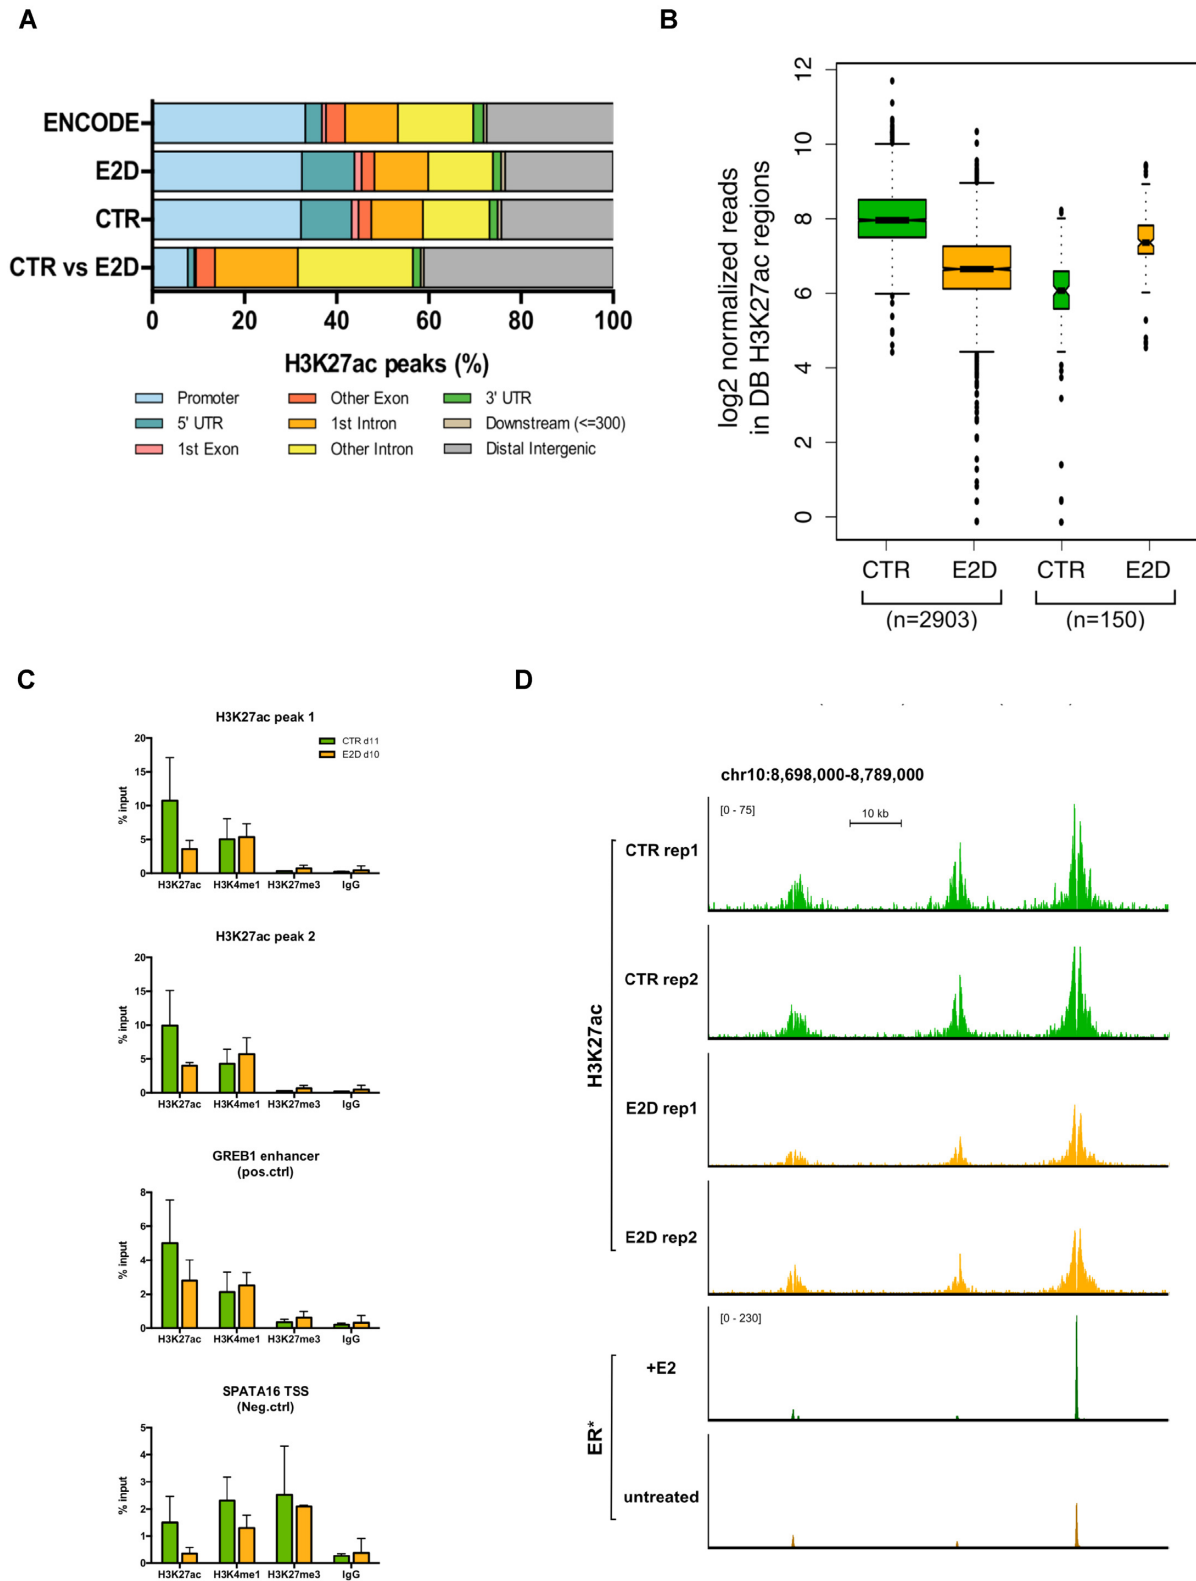 A
ENCODE
E2D
CTR
CTR vs E2D
0 20 40 60 80 100
H3K27ac peaks (%)
Promoter Other Exon 3' UTR
5' UTR 1st Intron Downstream (<=300)
1st Exon Other Intron Distal Intergenic
B
log2 normalized reads
in DB H3K27ac regions
12
10
8
6
4
2
0
CTR E2D CTR E2D
(n=2903) (n=150)
C
H3K27ac peak 1
CTR d11
E2D d10
% input
20
15
10
5
0
H3K27ac H3K4me1 H3K27me3 IgG
H3K27ac peak 2
% input
20
15
10
5
0
H3K27ac H3K4me1 H3K27me3 IgG
GREB1 enhancer
(pos.ctrl)
% input
8
6
4
2
0
H3K27ac H3K4me1 H3K27me3 IgG
SPATA16 TSS
(Neg.ctrl)
% input
5
4
3
2
1
0
H3K27ac H3K4me1 H3K27me3 IgG
D
chr10:8,698,000-8,789,000
[0 - 75]
10 kb
H3K27ac
CTR rep1
CTR rep2
E2D rep1
E2D rep2
[0 - 230]
ER*
+E2
untreated